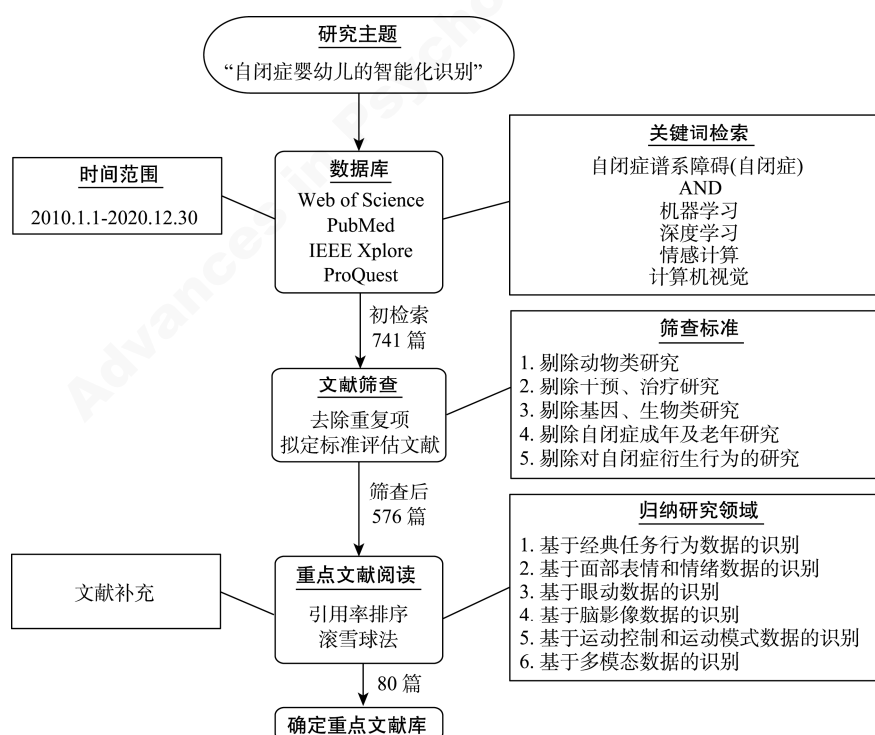 研究主题
“自闭症婴幼儿的智能化识别”
时间范围
2010.1.1-2020.12.30
数据库
Web of Science
PubMed
IEEE Xplore
ProQuest
关键词检索
自闭症谱系障碍(自闭症)
AND
机器学习
深度学习
情感计算
计算机视觉
初检索
741 篇
文献筛查
去除重复项
拟定标准评估文献
筛查标准
1. 剔除动物类研究
2. 剔除干预、治疗研究
3. 剔除基因、生物类研究
4. 剔除自闭症成年及老年研究
5. 剔除对自闭症衍生行为的研究
筛查后
576 篇
文献补充
重点文献阅读
引用率排序
滚雪球法
归纳研究领域
1. 基于经典任务行为数据的识别
2. 基于面部表情和情绪数据的识别
3. 基于眼动数据的识别
4. 基于脑影像数据的识别
5. 基于运动控制和运动模式数据的识别
6. 基于多模态数据的识别
80 篇
确定重点文献库
Advances in Psycho